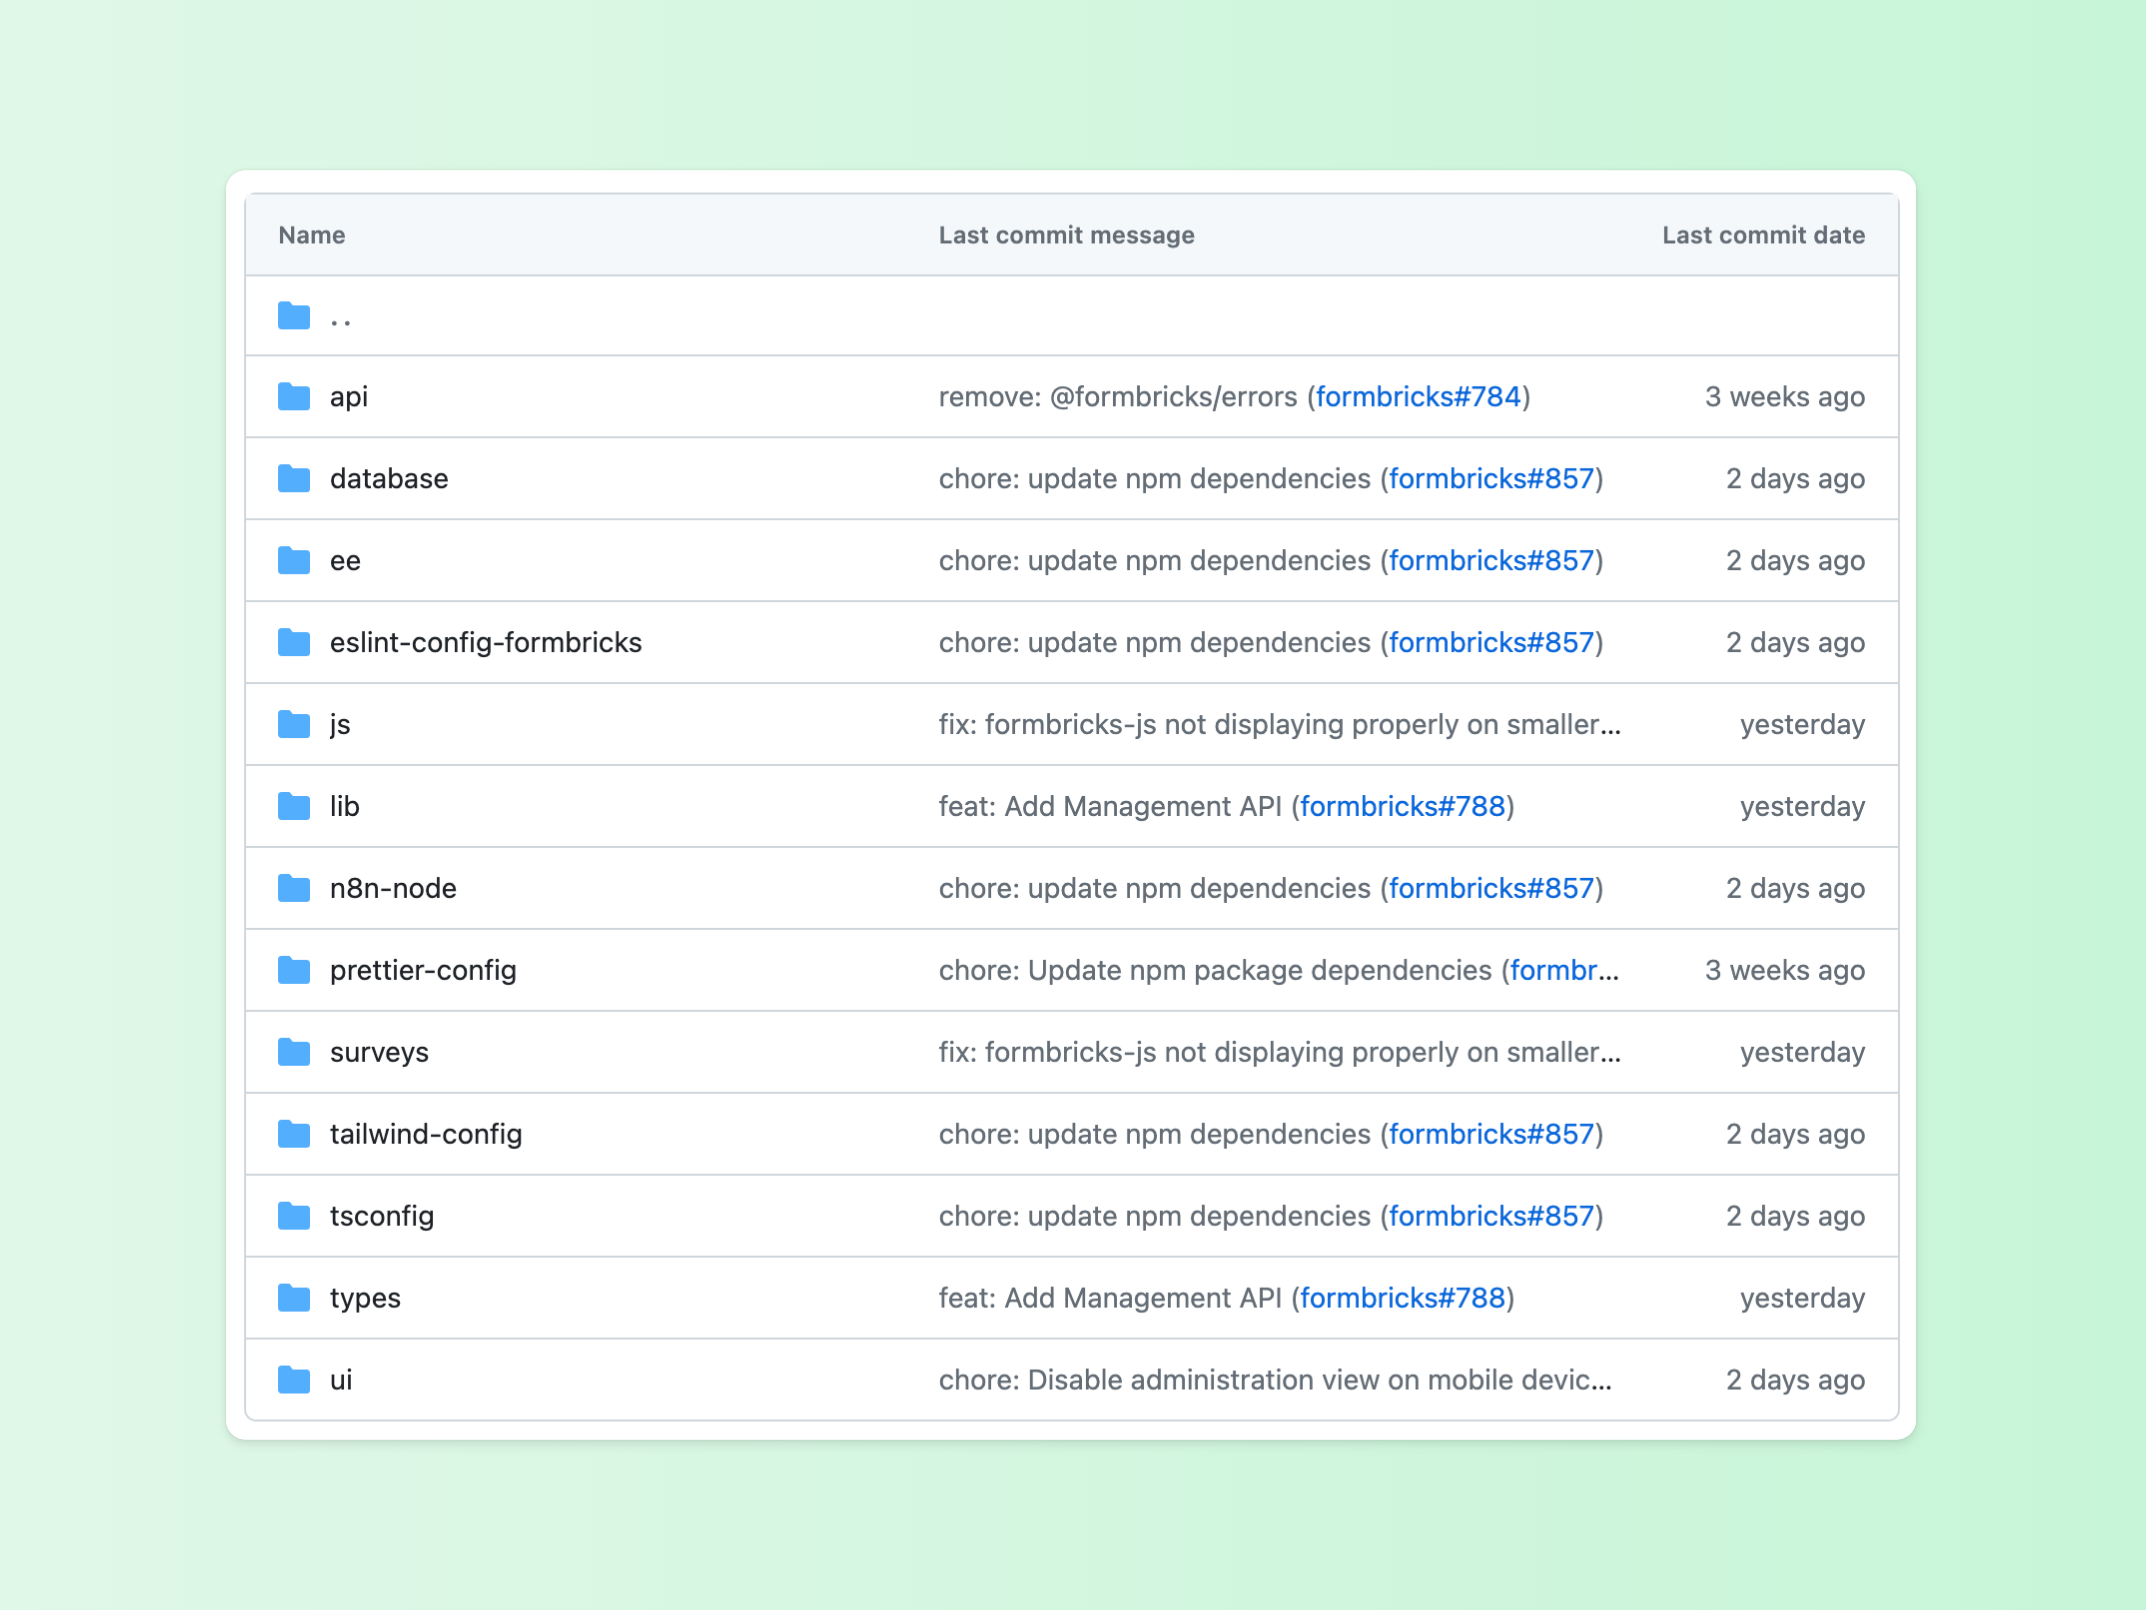 Name Last commit message Last commit date
..
api remove: @formbricks/errors (formbricks#784) 3 weeks ago
database chore: update npm dependencies (formbricks#857) 2 days ago
ee chore: update npm dependencies (formbricks#857) 2 days ago
eslint-config-formbricks chore: update npm dependencies (formbricks#857) 2 days ago
js fix: formbricks-js not displaying properly on smaller... yesterday
lib feat: Add Management API (formbricks#788) yesterday
n8n-node chore: update npm dependencies (formbricks#857) 2 days ago
prettier-config chore: Update npm package dependencies (formbr... 3 weeks ago
surveys fix: formbricks-js not displaying properly on smaller... yesterday
tailwind-config chore: update npm dependencies (formbricks#857) 2 days ago
tsconfig chore: update npm dependencies (formbricks#857) 2 days ago
types feat: Add Management API (formbricks#788) yesterday
ui chore: Disable administration view on mobile devic... 2 days ago